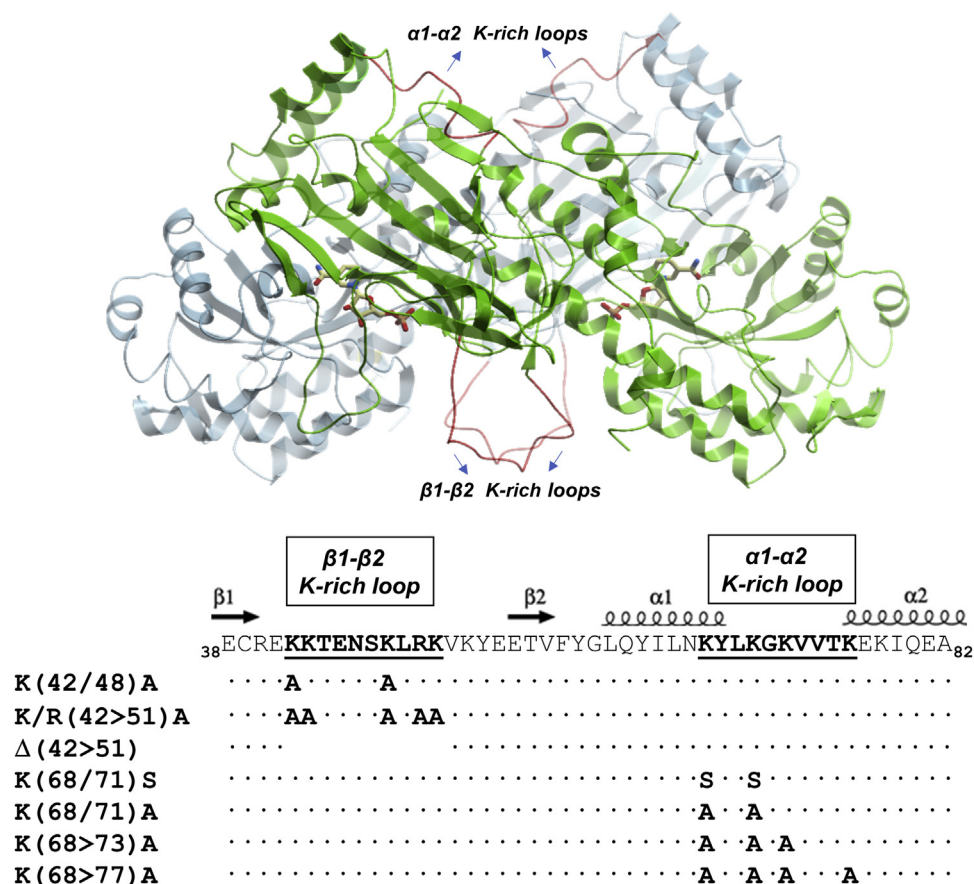 α1-α2 K-rich loops
β1-β2 K-rich loops
β1-β2
K-rich loop
α1-α2
K-rich loop
β1 β2 α1 α2
38ECREKKTENSKLRKVKYEETVFYGLQYILNKYLKGKVVTKEKIQEA82
K(42/48)A ····A·····A···································
K/R(42>51)A ····AA····A·AA································
Δ(42>51) ···· ································
K(68/71)S ······························S··S············
K(68/71)A ······························A··A············
K(68>73)A ······························A··A·A··········
K(68>77)A ······························A··A·A···A······